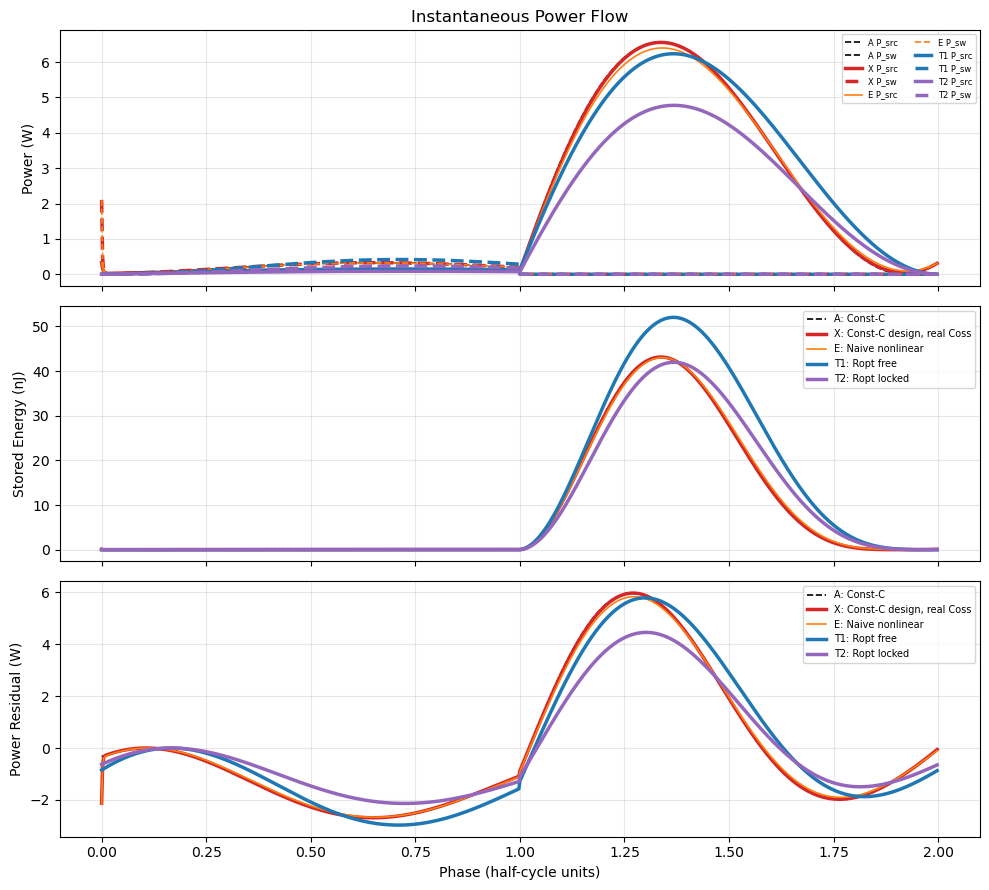 Instantaneous Power Flow
Power (W)
6
5
4
3
2
1
0
A P_src
A P_sw
X P_src
X P_sw
E P_src
E P_sw
T1 P_src
T1 P_sw
T2 P_src
T2 P_sw
Stored Energy (nJ)
50
40
30
20
10
0
A: Const-C
X: Const-C design, real Coss
E: Naive nonlinear
T1: Ropt free
T2: Ropt locked
Power Residual (W)
6
4
2
0
−2
A: Const-C
X: Const-C design, real Coss
E: Naive nonlinear
T1: Ropt free
T2: Ropt locked
0.00 0.25 0.50 0.75 1.00 1.25 1.50 1.75 2.00
Phase (half-cycle units)